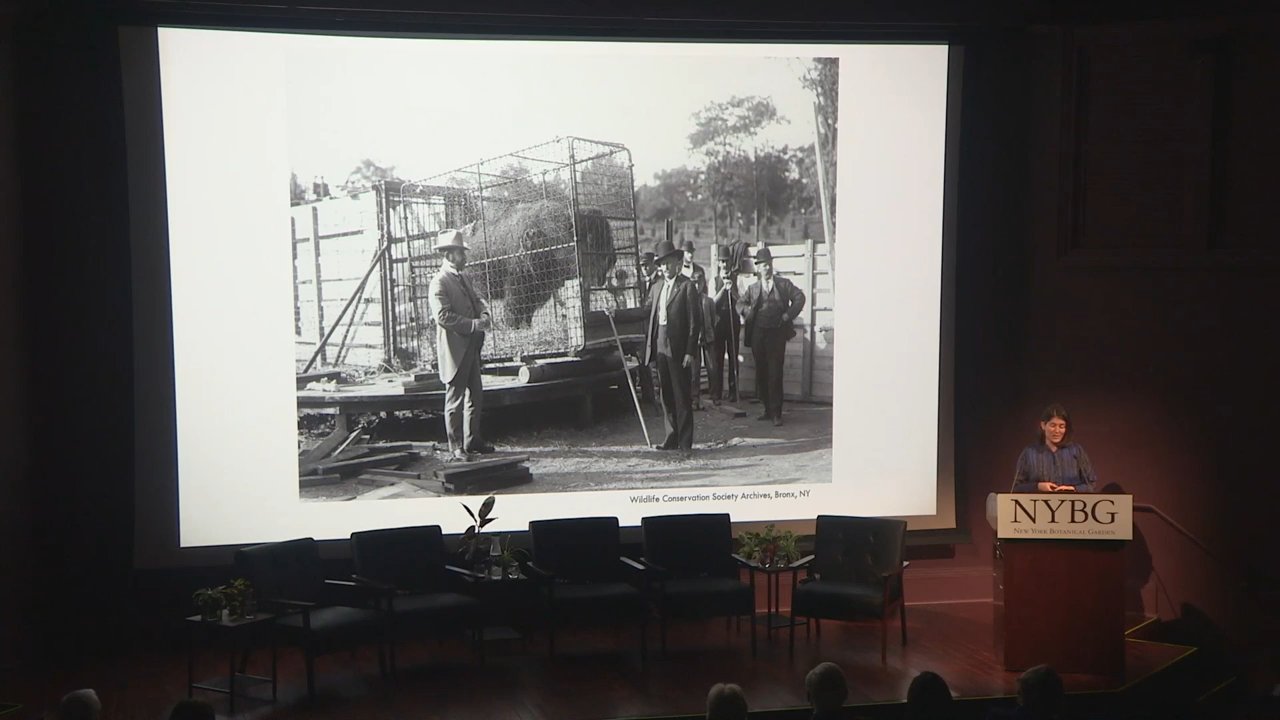 Wildlife Conservation Society Archives, Bronx, NY
NYBG
NEW YORK BOTANICAL GARDEN